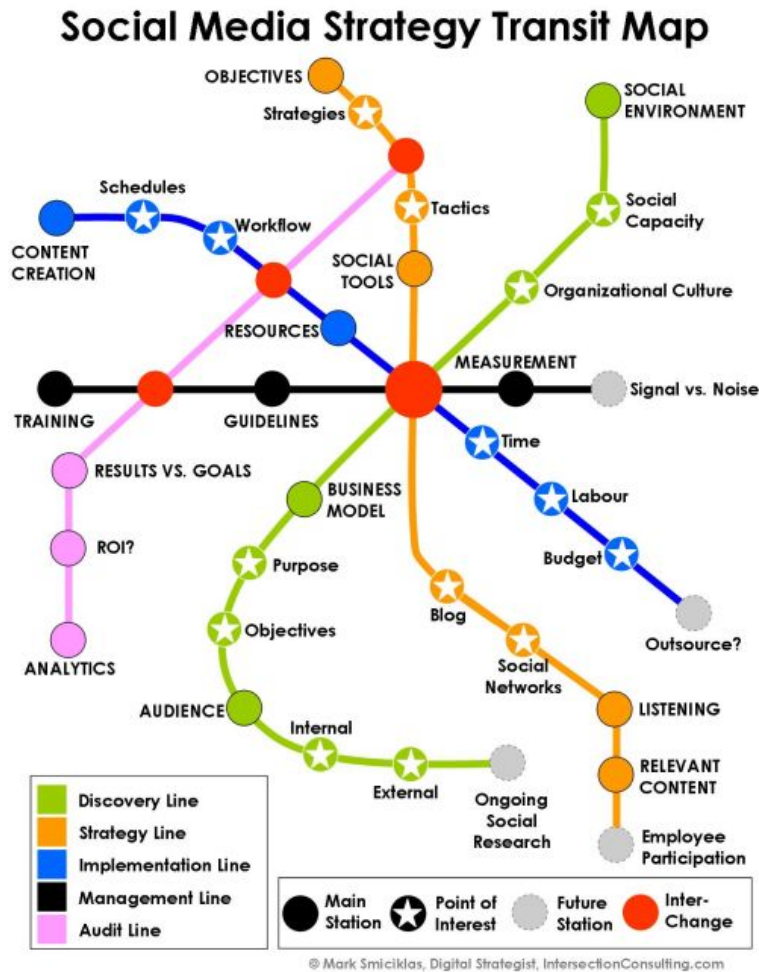 Social Media Strategy Transit Map
OBJECTIVES
Strategies
SOCIAL
ENVIRONMENT
Schedules
Workflow
Tactics
Social
Capacity
CONTENT
CREATION
SOCIAL
TOOLS
Organizational Culture
RESOURCES
MEASUREMENT
Signal vs. Noise
TRAINING
GUIDELINES
Time
RESULTS VS. GOALS
BUSINESS
MODEL
Labour
ROI?
Purpose
Budget
Blog
Objectives
Outsource?
ANALYTICS
Social
Networks
AUDIENCE
LISTENING
Internal
External
RELEVANT
CONTENT
Ongoing
Social
Research
Employee
Participation
Discovery Line
Strategy Line
Implementation Line
Management Line
Audit Line
Main
Station
Point of
Interest
Future
Station
Inter-
Change
© Mark Smiciklas, Digital Strategist, IntersectionConsulting.com